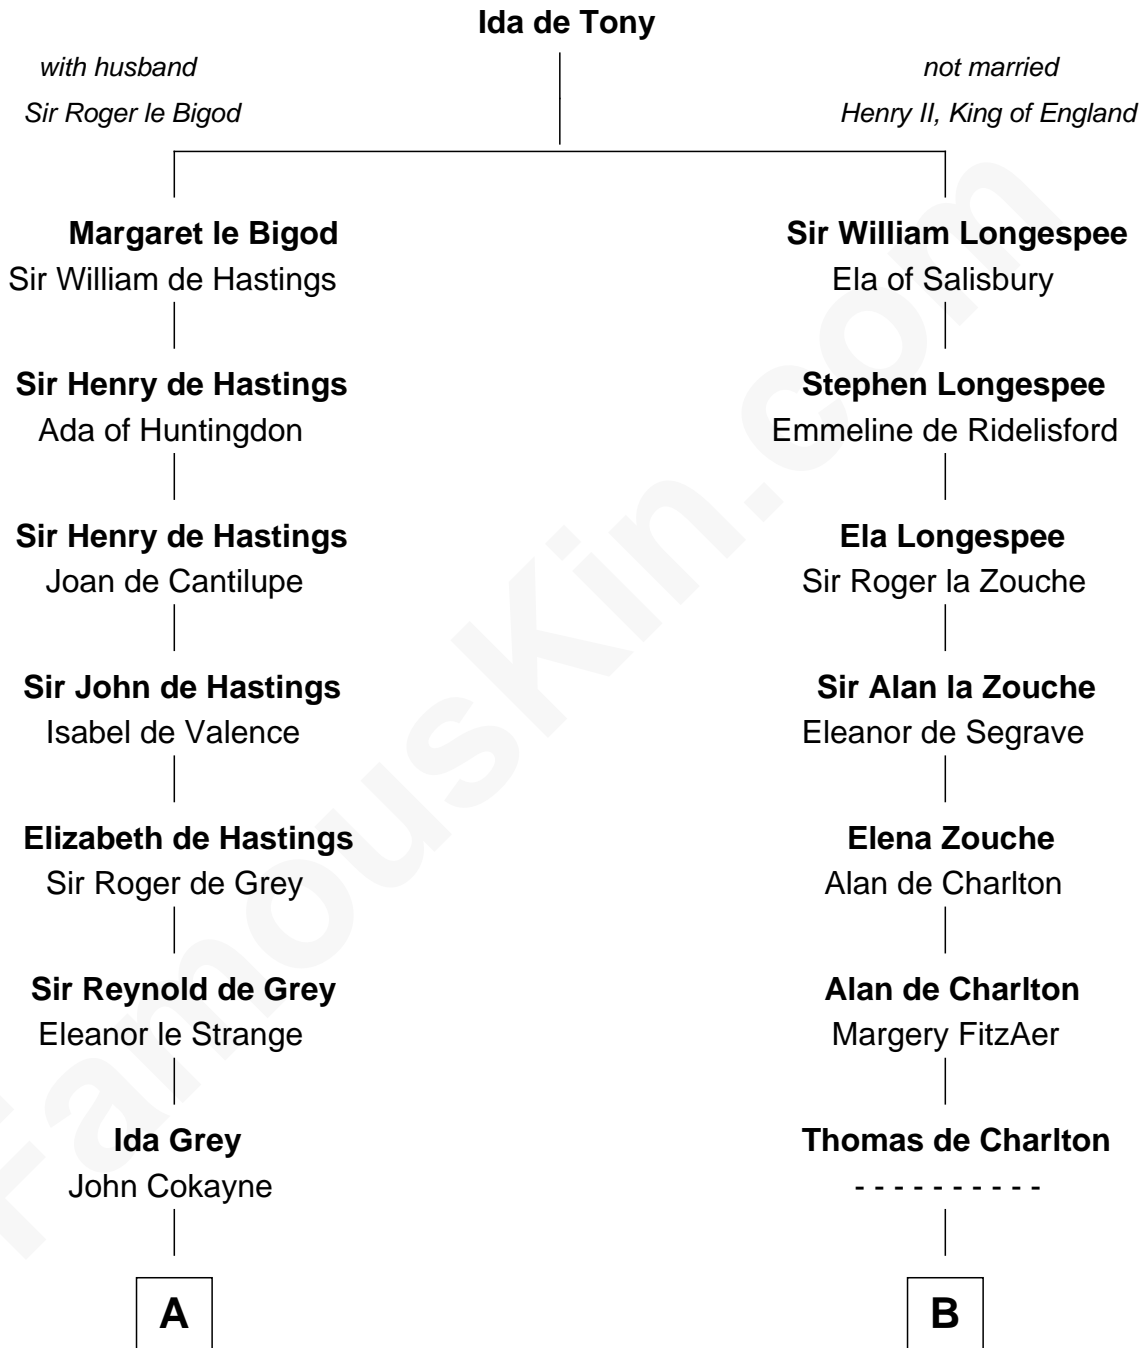 Ida de Tony
with husband
Sir Roger le Bigod
not married
Henry II, King of England
Margaret le Bigod
Sir William de Hastings
Sir William Longespee
Ela of Salisbury
Sir Henry de Hastings
Ada of Huntingdon
Stephen Longespee
Emmeline de Ridelisford
Sir Henry de Hastings
Joan de Cantilupe
Ela Longespee
Sir Roger la Zouche
Sir John de Hastings
Isabel de Valence
Sir Alan la Zouche
Eleanor de Segrave
Elizabeth de Hastings
Sir Roger de Grey
Elena Zouche
Alan de Charlton
Sir Reynold de Grey
Eleanor le Strange
Alan de Charlton
Margery FitzAer
Ida Grey
John Cokayne
Thomas de Charlton
- - - - - - - - - -
A
B
FamousKin.com